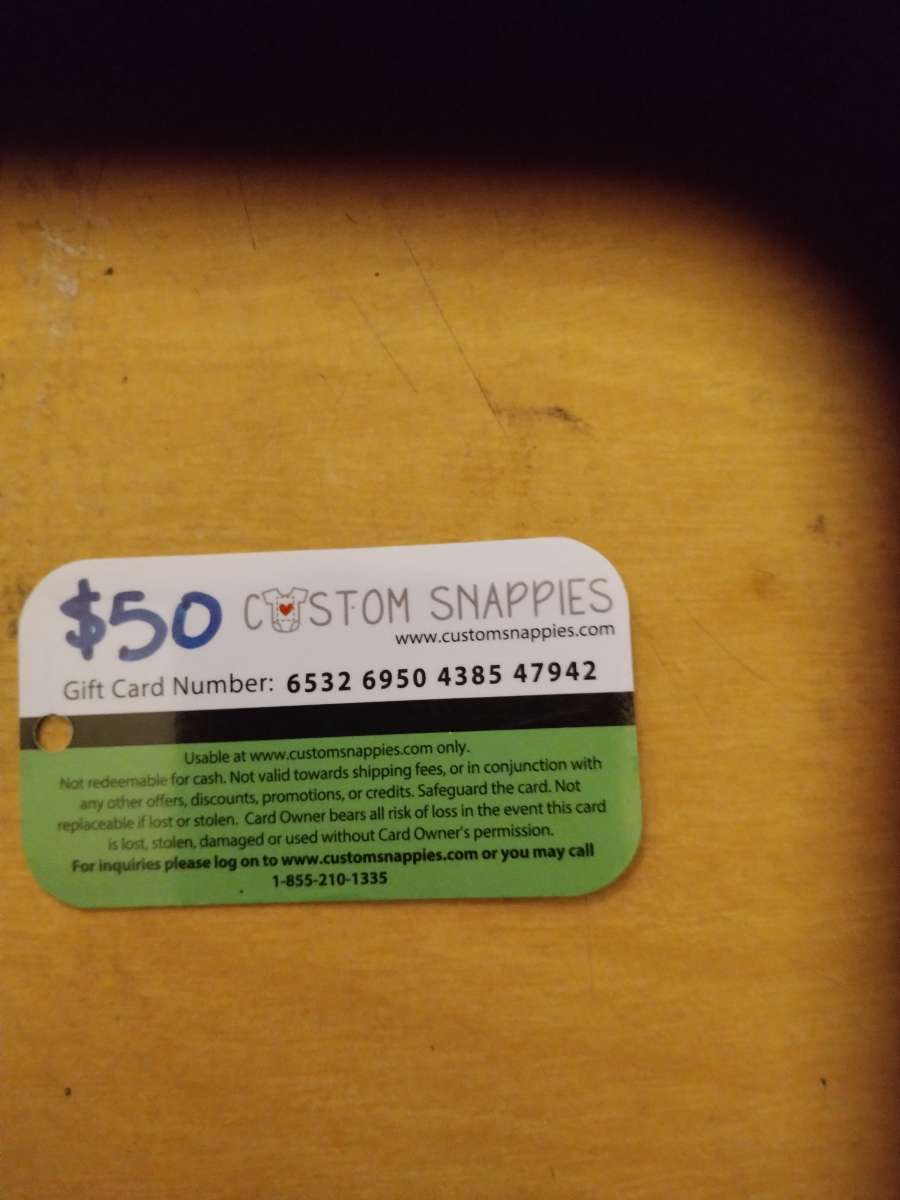 $50 CUSTOM SNAPPIES
www.customsnappies.com
Gift Card Number: 6532 6950 4385 47942
Usable at www.customsnappies.com only.
Not redeemable for cash. Not valid towards shipping fees, or in conjunction with
any other offers, discounts, promotions, or credits. Safeguard the card. Not
replaceable if lost or stolen. Card Owner bears all risk of loss in the event this card
is lost, stolen, damaged or used without Card Owner's permission.
For inquiries please log on to www.customsnappies.com or you may call
1-855-210-1335